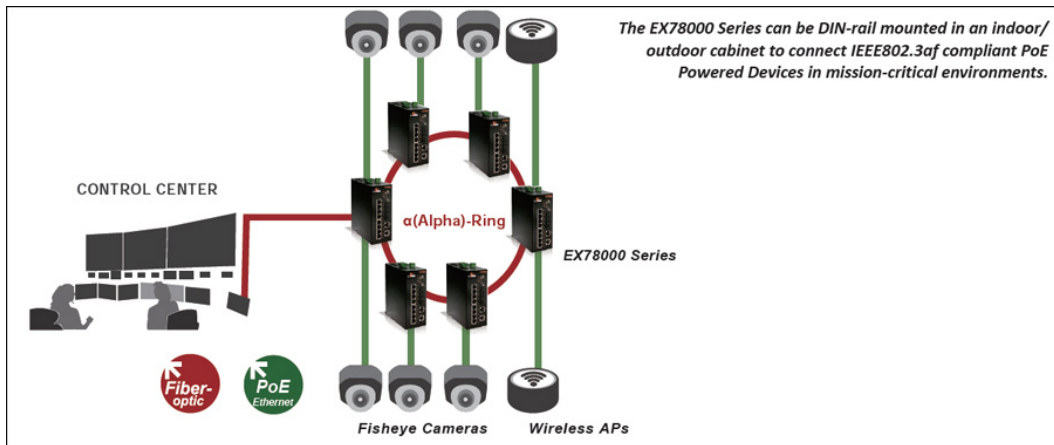 The EX78000 Series can be DIN-rail mounted in an indoor/
outdoor cabinet to connect IEEE802.3af compliant PoE
Powered Devices in mission-critical environments.
CONTROL CENTER
α(Alpha)-Ring
EX78000 Series
Fiber-
optic
PoE
Ethernet
Fisheye Cameras
Wireless APs